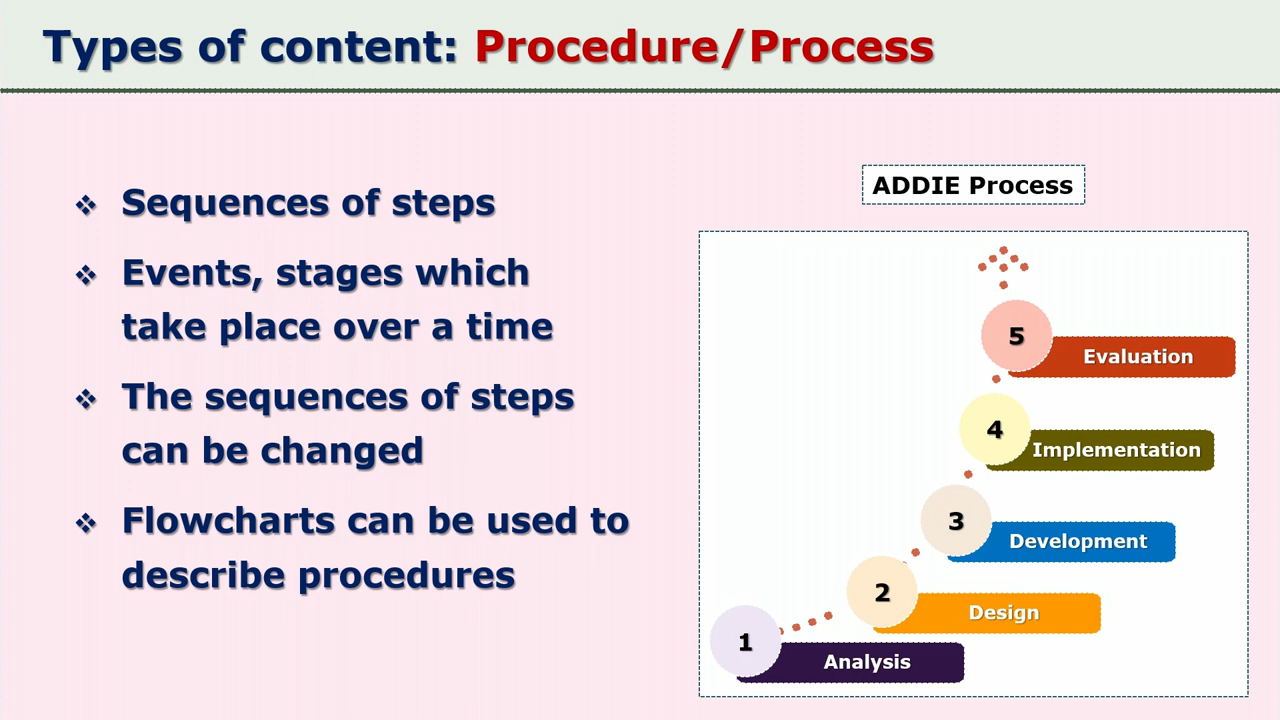 Types of content: Procedure/Process
❖ Sequences of steps
❖ Events, stages which
take place over a time
❖ The sequences of steps
can be changed
❖ Flowcharts can be used to
describe procedures
ADDIE Process
5
Evaluation
4
Implementation
3
Development
2
Design
1
Analysis